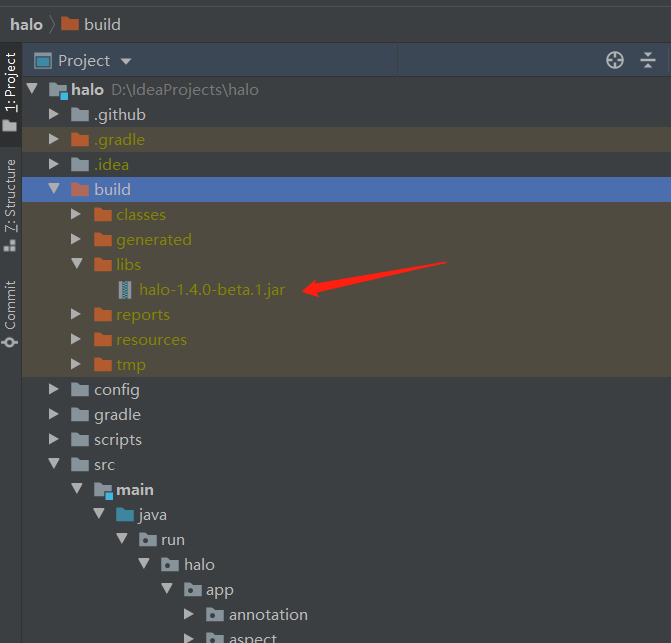 halo build
Project
halo D:\IdeaProjects\halo
.github
.gradle
.idea
build
classes
generated
libs
halo-1.4.0-beta.1.jar
reports
resources
tmp
config
gradle
scripts
src
main
java
run
halo
app
annotation
aspect
1: Project
Z: Structure
Commit